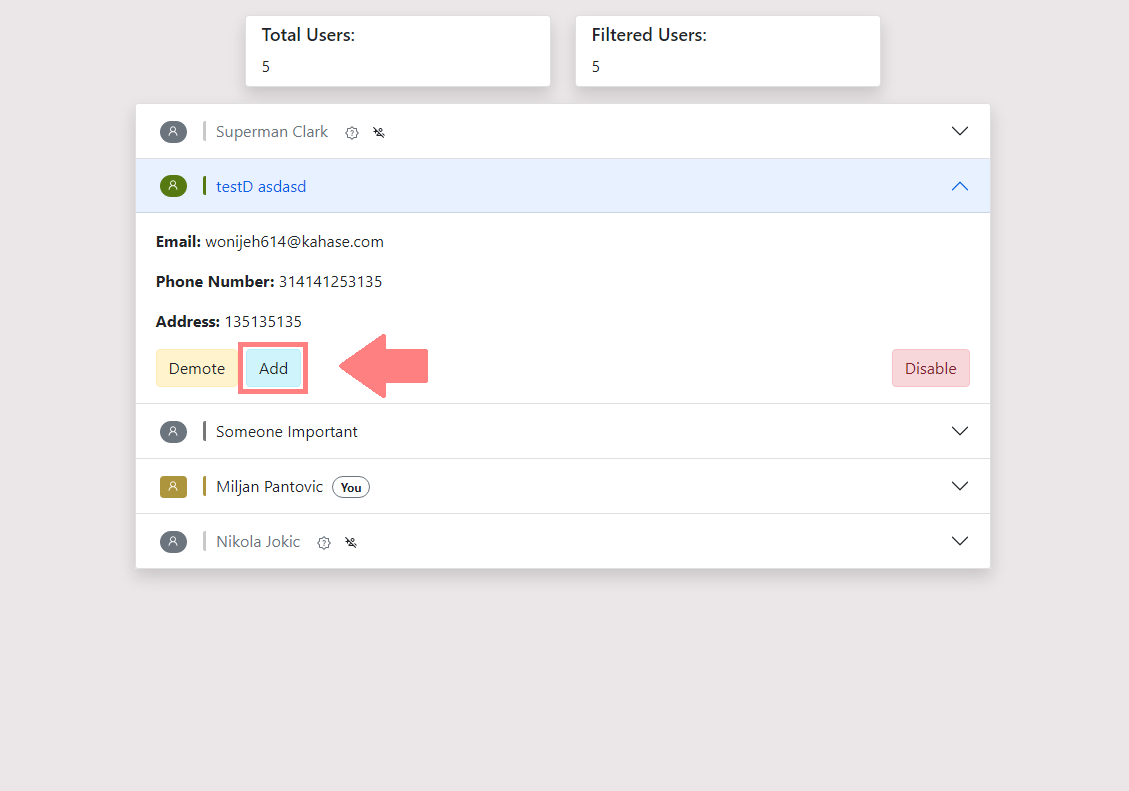 Total Users:
5
Filtered Users:
5
Superman Clark
testD asdasd
Email: wonijeh614@kahase.com
Phone Number: 314141253135
Address: 135135135
Demote Add Disable
Someone Important
Miljan Pantovic You
Nikola Jokic